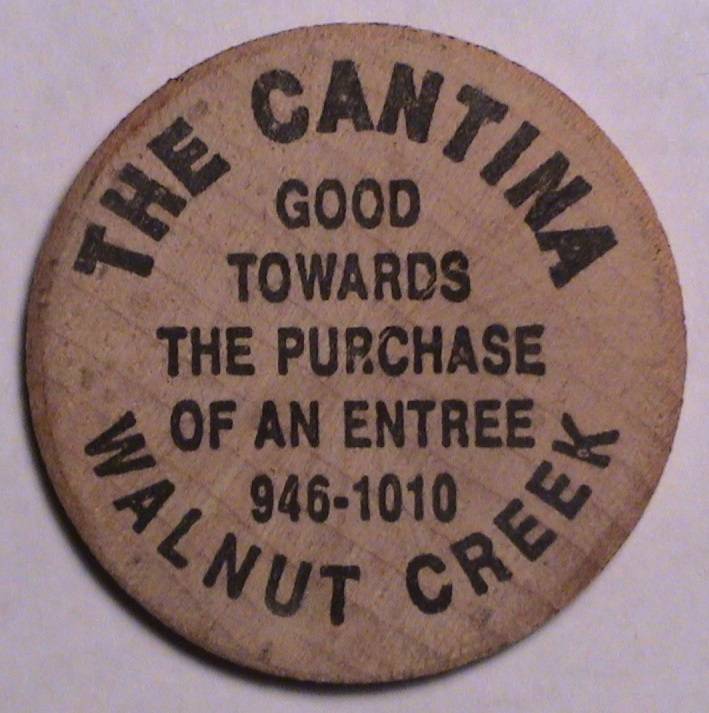 THE CANTINA
GOOD
TOWARDS
THE PURCHASE
OF AN ENTREE
946-1010
WALNUT CREEK